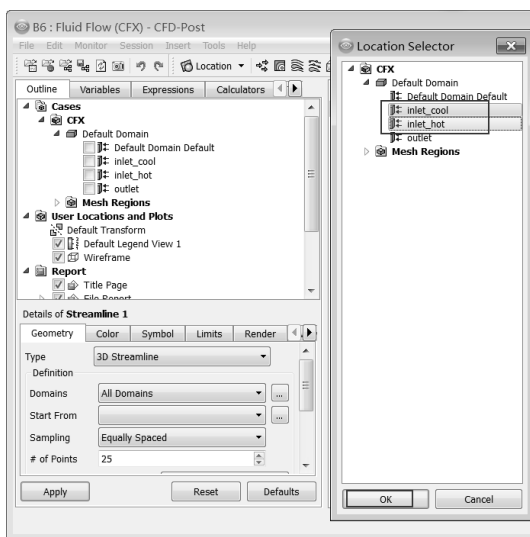 B6 : Fluid Flow (CFX) - CFD-Post
File Edit Monitor Session Insert Tools Help
Location
Outline Variables Expressions Calculators
Cases
CFX
Default Domain
Default Domain Default
inlet_cool
inlet_hot
outlet
Mesh Regions
User Locations and Plots
Default Transform
Default Legend View 1
Wireframe
Report
Title Page
File Report
Details of Streamline 1
Geometry Color Symbol Limits Render
Type 3D Streamline
Definition
Domains All Domains ...
Start From ...
Sampling Equally Spaced
# of Points 25
Apply Reset Defaults
Location Selector
CFX
Default Domain
Default Domain Default
inlet_cool
inlet_hot
outlet
Mesh Regions
OK Cancel